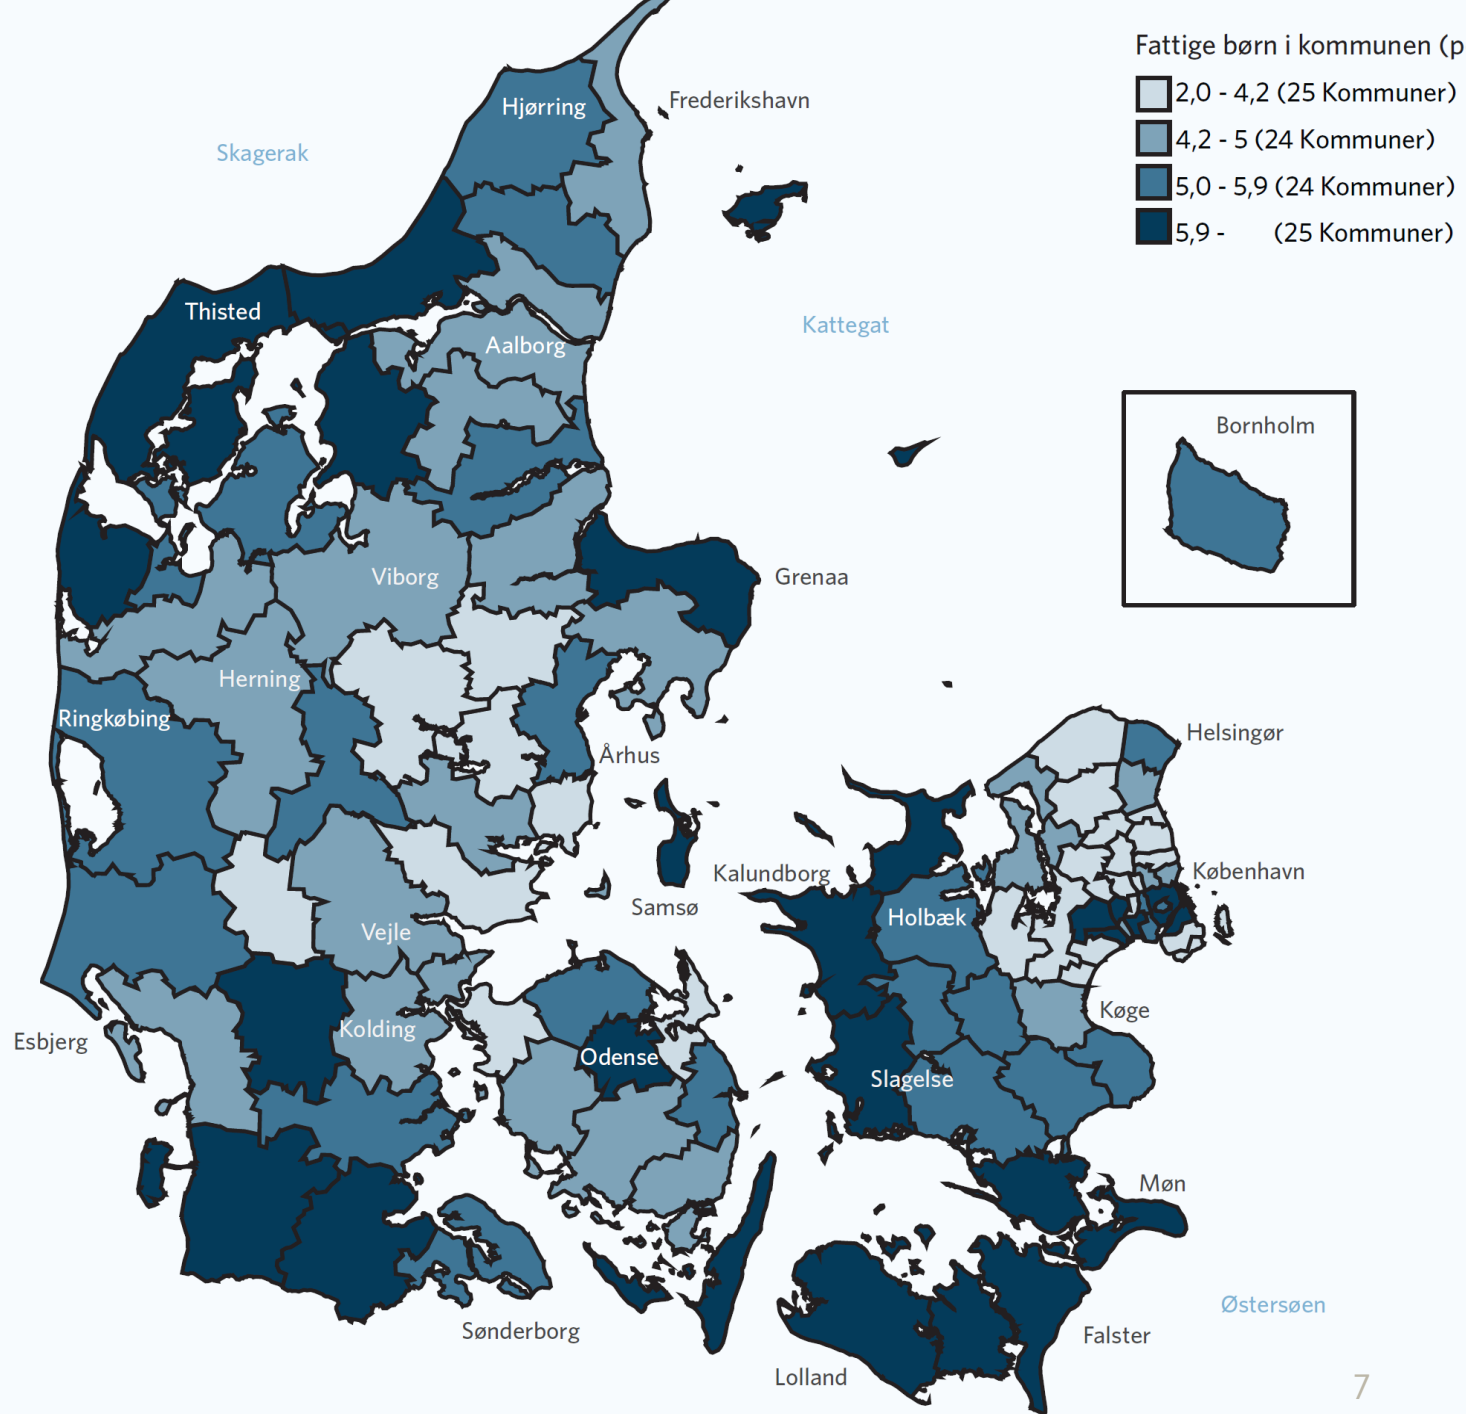 Fattige børn i kommunen (p
2,0 - 4,2 (25 Kommuner)
4,2 - 5 (24 Kommuner)
5,0 - 5,9 (24 Kommuner)
5,9 - (25 Kommuner)
Hjørring
Frederikshavn
Skagerak
Thisted
Kattegat
Aalborg
Bornholm
Viborg
Grenaa
Herning
Ringkøbing
Helsingør
Århus
Kalundborg
København
Samsø
Holbæk
Vejle
Køge
Esbjerg
Kolding
Odense
Slagelse
Møn
Østersøen
Sønderborg
Falster
Lolland
7